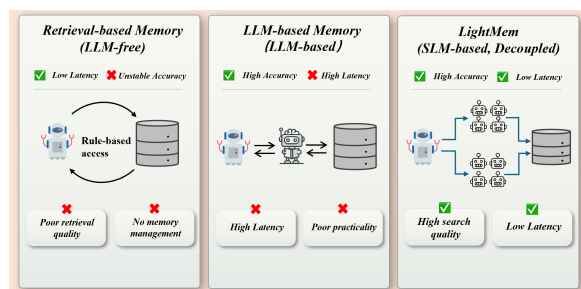 Retrieval-based Memory
(LLM-free)
Low Latency
Unstable Accuracy
Rule-based
access
Poor retrieval
quality
No memory
management
LLM-based Memory
(LLM-based)
High Accuracy
High Latency
High Latency
Poor practicality
LightMem
(SLM-based, Decoupled)
High Accuracy
Low Latency
High search
quality
Low Latency